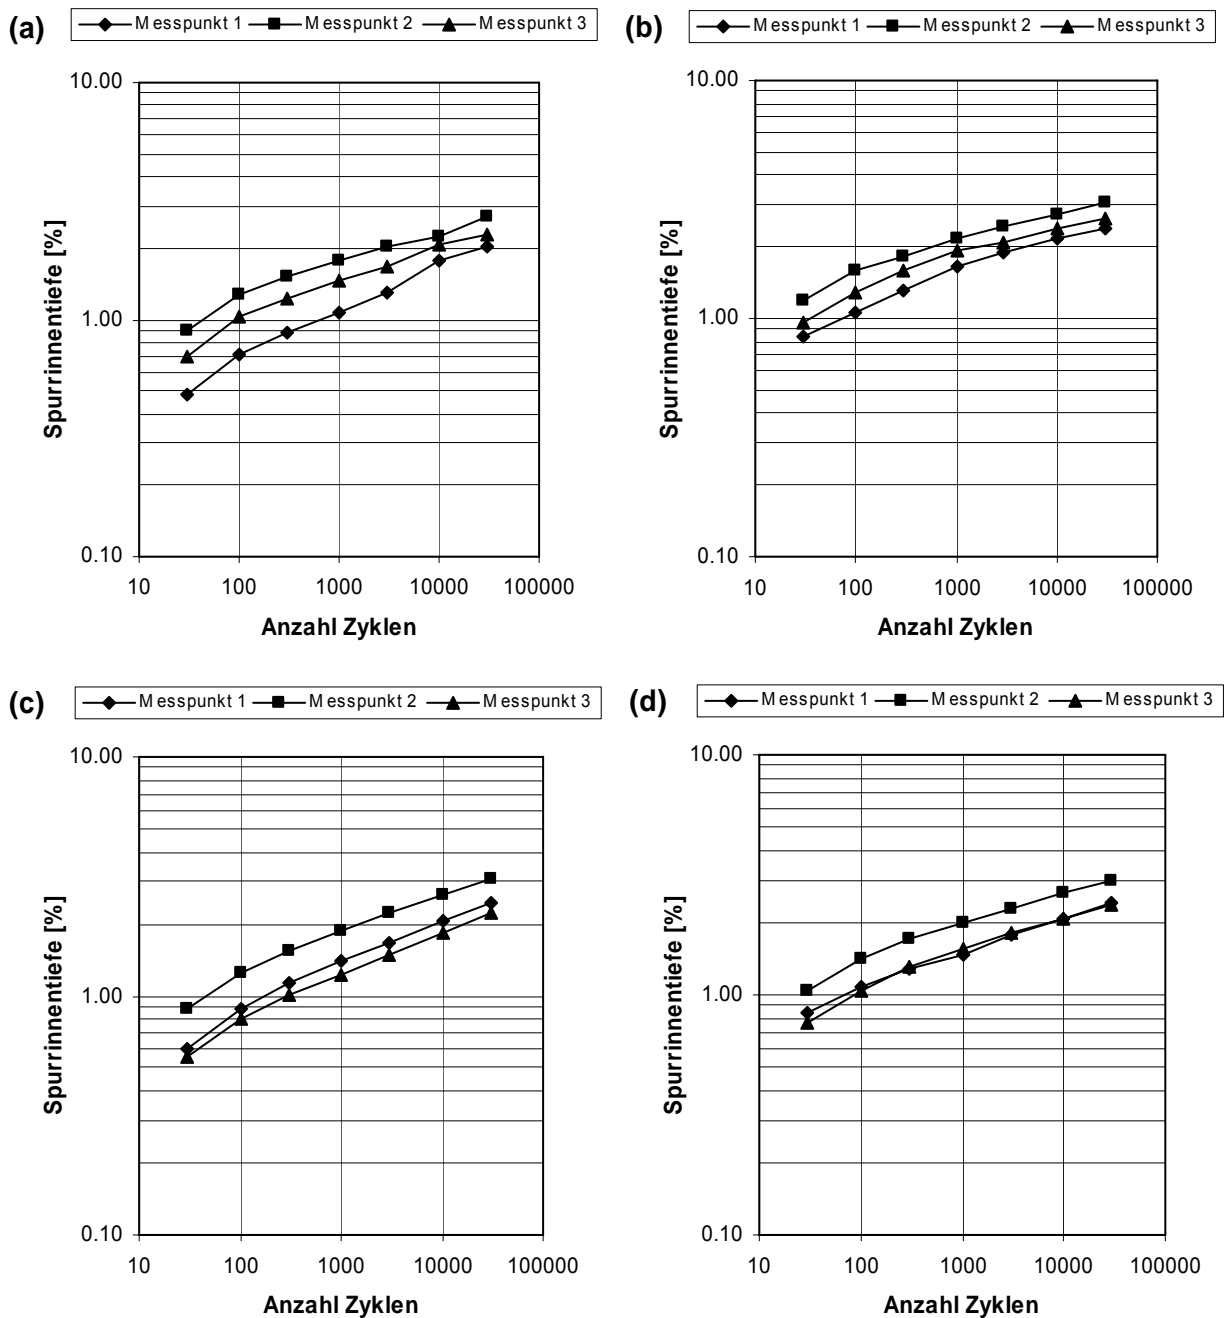 (a)
Messpunkt 1 Messpunkt 2 Messpunkt 3
10.00
1.00
0.10
Spurrinnentiefe [%]
10 100 1000 10000 100000
Anzahl Zyklen
(b)
Messpunkt 1 Messpunkt 2 Messpunkt 3
10.00
1.00
0.10
Spurrinnentiefe [%]
10 100 1000 10000 100000
Anzahl Zyklen
(c)
Messpunkt 1 Messpunkt 2 Messpunkt 3
10.00
1.00
0.10
Spurrinnentiefe [%]
10 100 1000 10000 100000
Anzahl Zyklen
(d)
Messpunkt 1 Messpunkt 2 Messpunkt 3
10.00
1.00
0.10
Spurrinnentiefe [%]
10 100 1000 10000 100000
Anzahl Zyklen